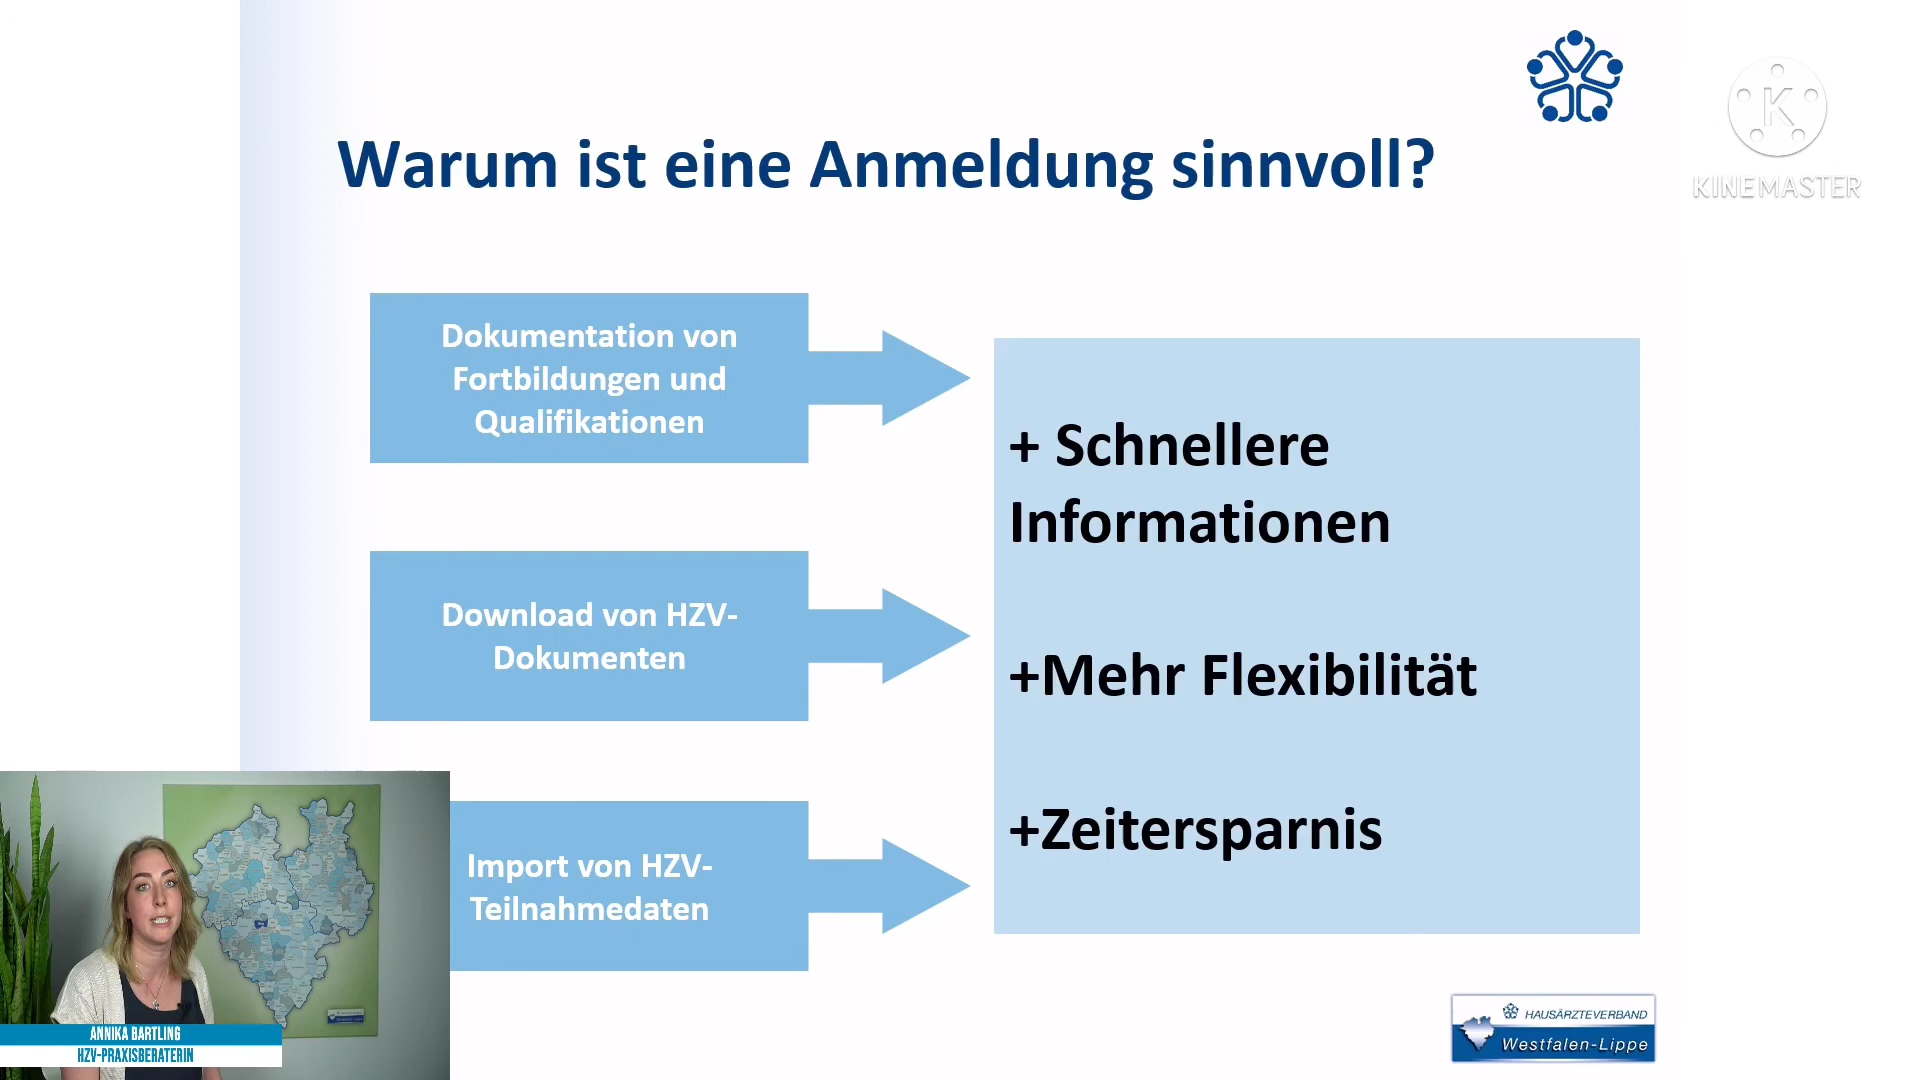 Warum ist eine Anmeldung sinnvoll?
K
KINEMASTER
Dokumentation von
Fortbildungen und
Qualifikationen
Download von HZV-
Dokumenten
Import von HZV-
Teilnahmedaten
+ Schnellere
Informationen
+Mehr Flexibilität
+Zeitersparnis
ANNIKA BARTLING
HZV-PRAXISBERATERIN
HAUSÄRZTEVERBAND
Westfalen-Lippe